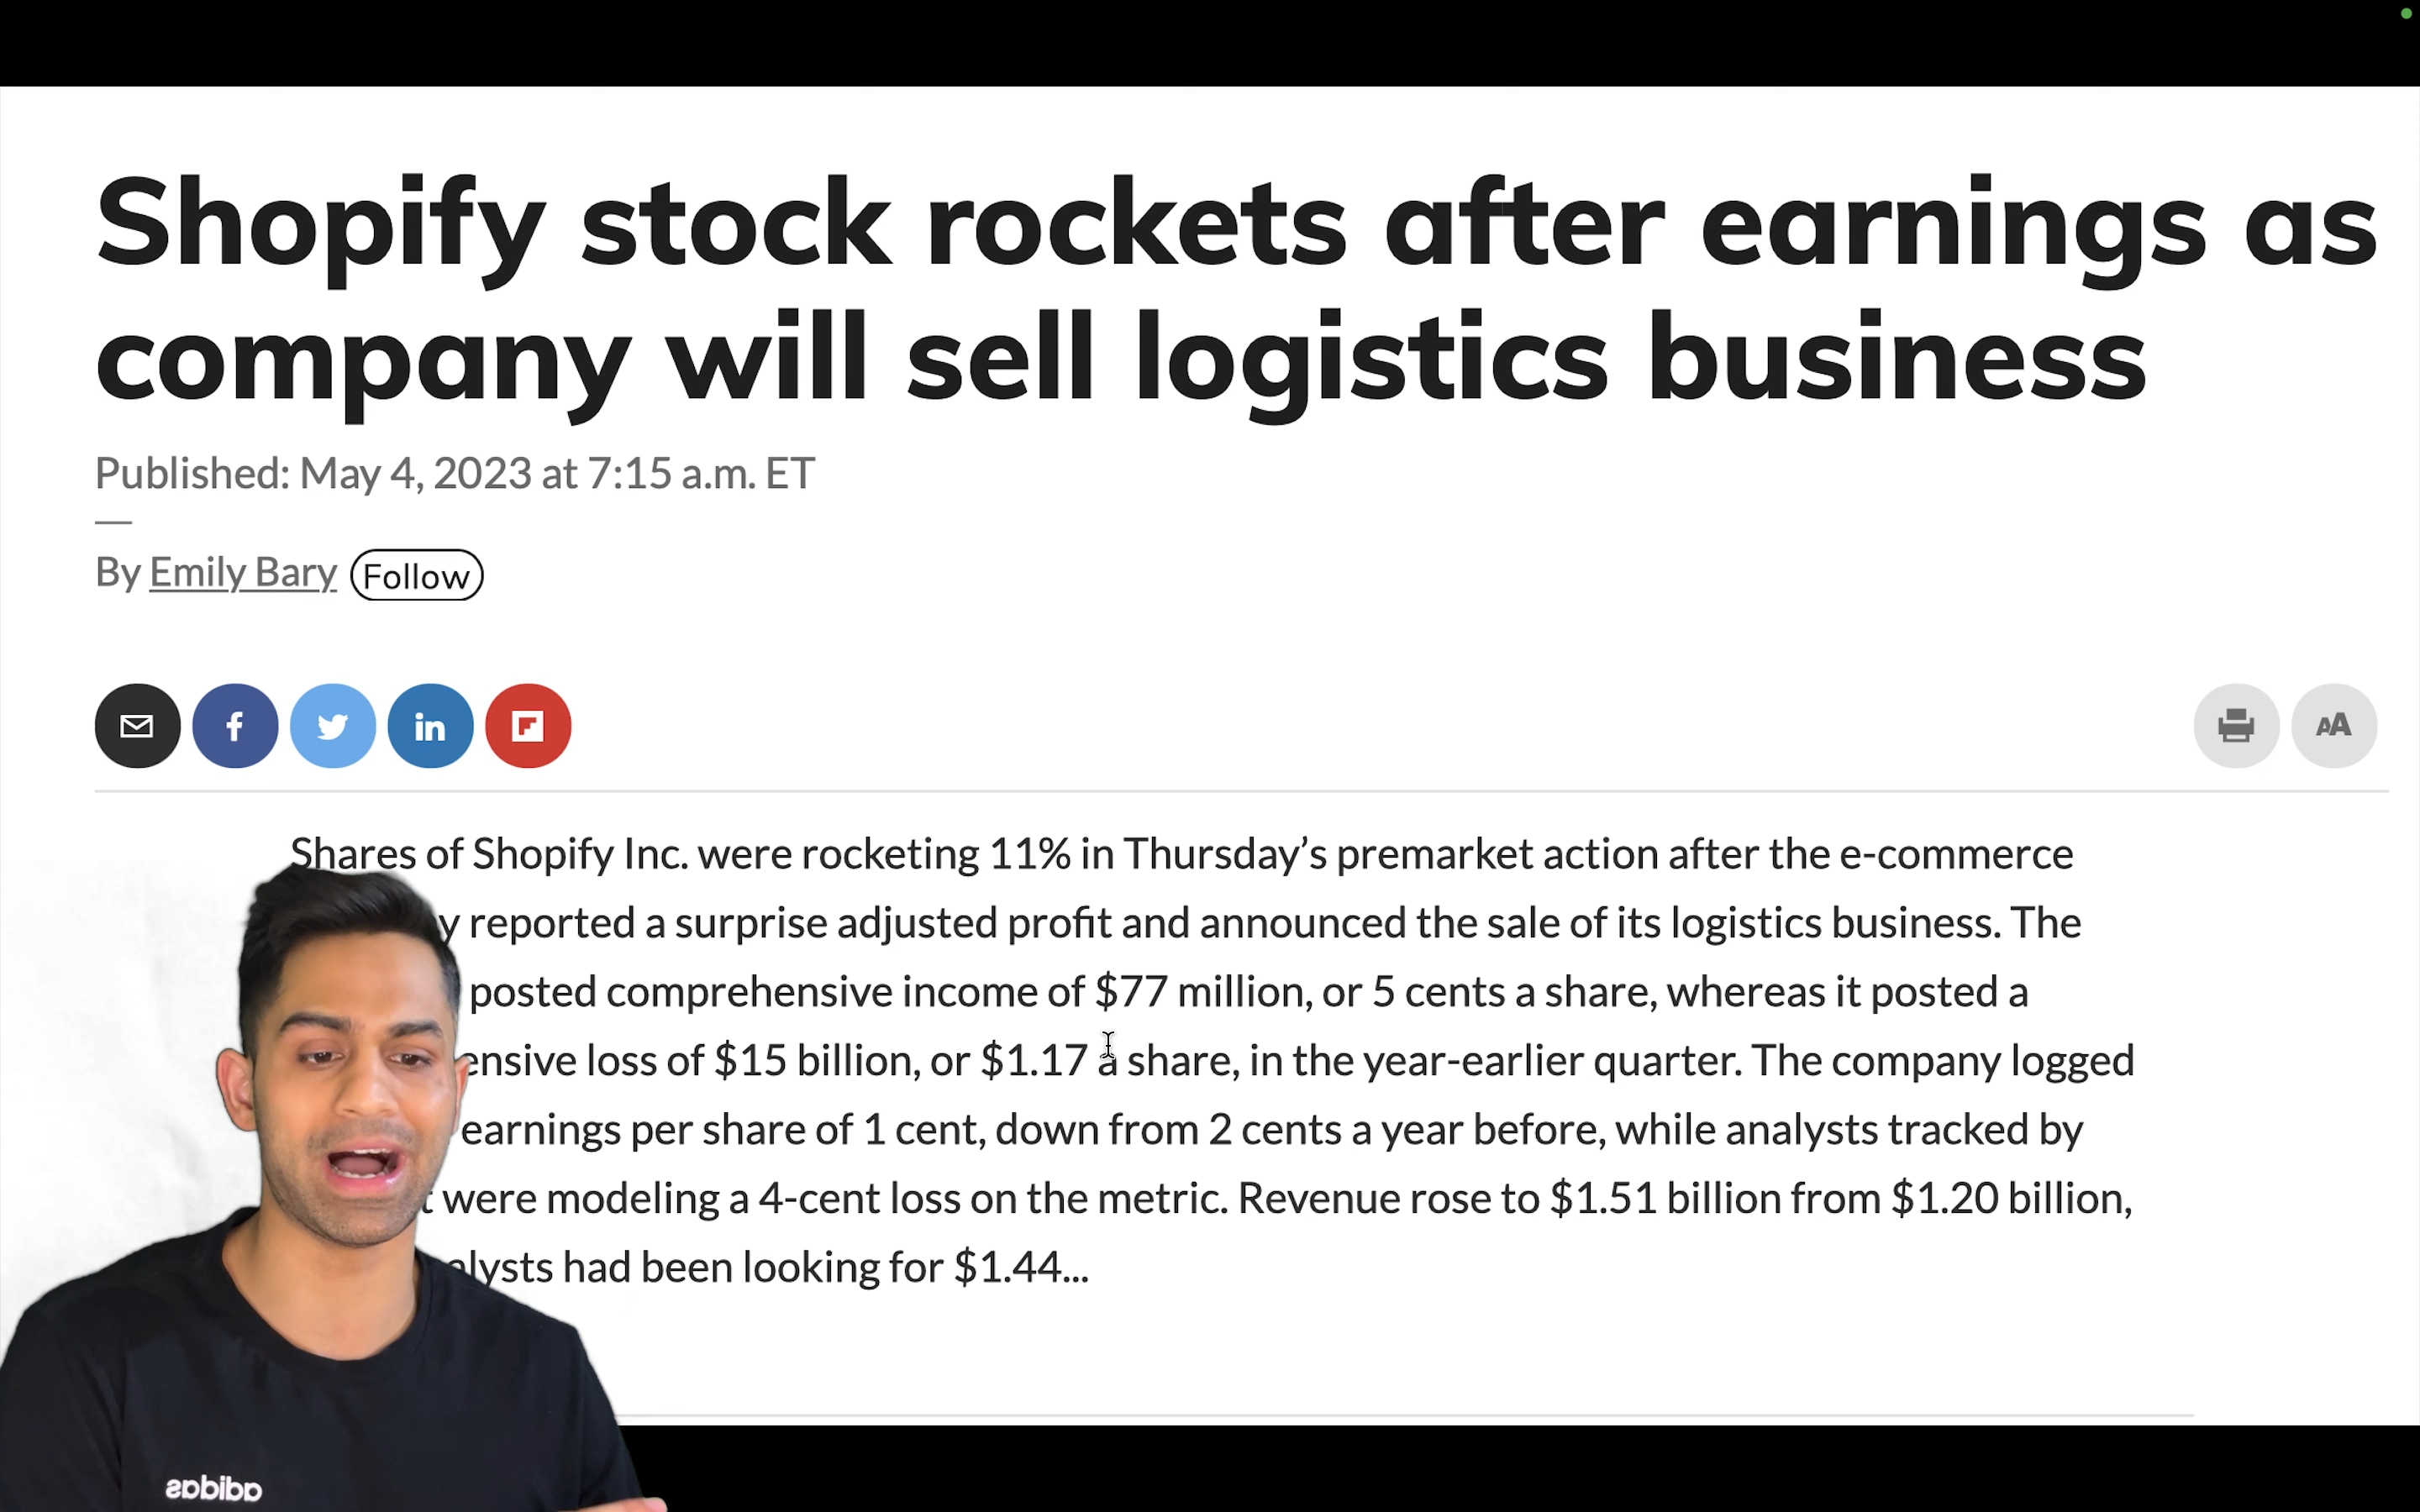 Shopify stock rockets after earnings as
company will sell logistics business
Published: May 4, 2023 at 7:15 a.m. ET
By Emily Bary Follow
f in
AA
Shares of Shopify Inc. were rocketing 11% in Thursday’s premarket action after the e-commerce
reported a surprise adjusted profit and announced the sale of its logistics business. The
posted comprehensive income of $77 million, or 5 cents a share, whereas it posted a
loss of $15 billion, or $1.17 a share, in the year-earlier quarter. The company logged
earnings per share of 1 cent, down from 2 cents a year before, while analysts tracked by
were modeling a 4-cent loss on the metric. Revenue rose to $1.51 billion from $1.20 billion,
had been looking for $1.44...
adidas